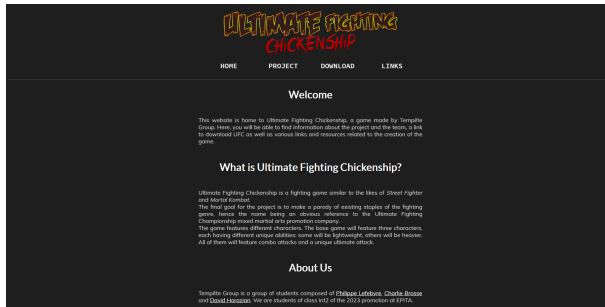 ULTIMATE FIGHTING
CHICKENSHIP
HOME PROJECT DOWNLOAD LINKS
Welcome
This website is home to Ultimate Fighting Chickenship, a game made by Tempête
Group. Here, you will be able to find information about the project and the team, a link
to download UFC as well as various links and resources related to the creation of the
game.
What is Ultimate Fighting Chickenship?
Ultimate Fighting Chickenship is a fighting game similar to the likes of Street Fighter
and Mortal Kombat.
The final goal for the project is to make a parody of existing staples of the fighting
genre, hence the name being an obvious reference to the Ultimate Fighting
Championship mixed martial arts promotion company.
The game features different characters. The base game will feature three characters,
each having different unique abilities: some will be lightweight, others will be heavier.
All of them will feature combo attacks and a unique ultimate attack.
About Us
Tempête Group is a group of students composed of Philippe Lefebvre, Charlie Brosse
and David Horozian. We are students of class Int2 of the 2023 promotion at EPITA.